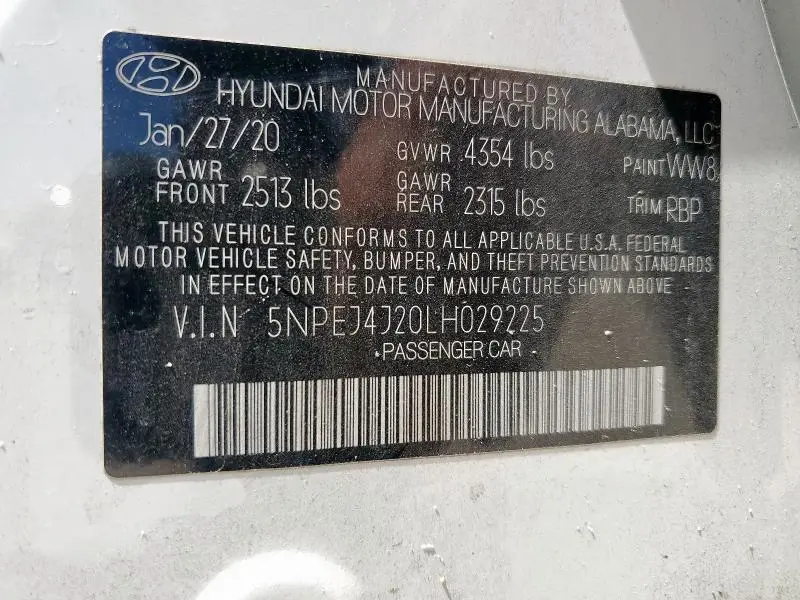 MANUFACTURED BY
HYUNDAI MOTOR MANUFACTURING ALABAMA, LLC
Jan/27/20 GVWR 4354 lbs PAINT WW8
GAWR FRONT 2513 lbs GAWR REAR 2315 lbs TRIM RBP
THIS VEHICLE CONFORMS TO ALL APPLICABLE U.S.A. FEDERAL
MOTOR VEHICLE SAFETY, BUMPER, AND THEFT PREVENTION STANDARDS
IN EFFECT ON THE DATE OF MANUFACTURE SHOWN ABOVE
V.I.N 5NPEJ4J20LH029225
PASSENGER CAR